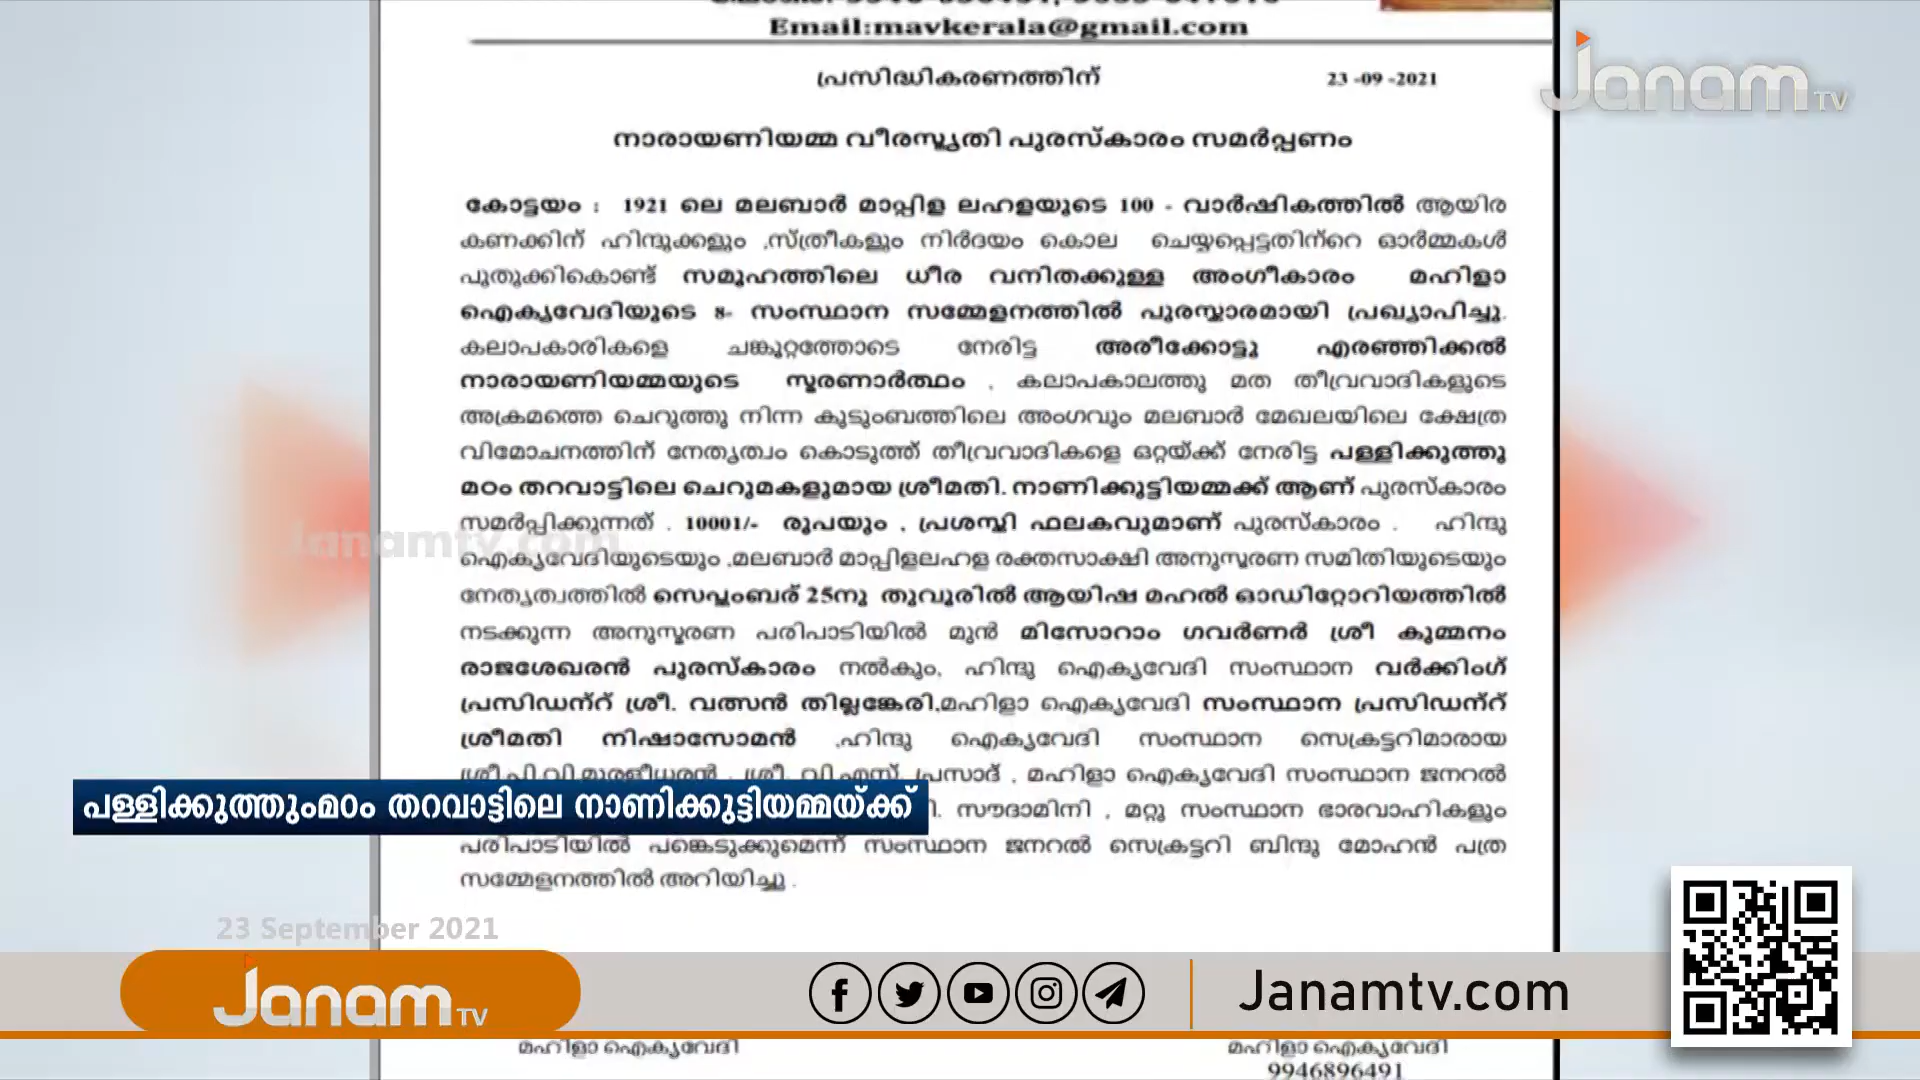 Email:mavkerala@gmail.com
പ്രസിദ്ധികരണത്തിന് 23 -09 -2021
Janam TV
നാരായണിയമ്മ വീരസ്മൃതി പുരസ്കാരം സമർപ്പണം
കോട്ടയം : 1921 ലെ മലബാർ മാപ്പിള ലഹളയുടെ 100 - വാർഷികത്തിൽ ആയിര
കണക്കിന് ഹിന്ദുക്കളും ,സ്ത്രീകളും നിർദയം കൊല ചെയ്യപ്പെട്ടതിന്റെ ഓർമ്മകൾ
പുതുക്കികൊണ്ട് സമൂഹത്തിലെ ധീര വനിതക്കുള്ള അംഗീകാരം മഹിളാ
ഐക്യവേദിയുടെ 8- സംസ്ഥാന സമ്മേളനത്തിൽ പുരസ്കാരമായി പ്രഖ്യാപിച്ചു.
കലാപകാരികളെ ചങ്കൂറ്റത്തോടെ നേരിട്ട അരീക്കോട്ടു എരഞ്ഞിക്കൽ
നാരായണിയമ്മയുടെ സ്മരണാർത്ഥം , കലാപകാലത്തു മത തീവ്രവാദികളുടെ
അക്രമത്തെ ചെറുത്തു നിന്ന കുടുംബത്തിലെ അംഗവും മലബാർ മേഖലയിലെ ക്ഷേത്ര
വിമോചനത്തിന് നേതൃത്വം കൊടുത്ത് തീവ്രവാദികളെ ഒറ്റയ്ക്ക് നേരിട്ട പള്ളിക്കുത്തു
മഠം തറവാട്ടിലെ ചെറുമകളുമായ ശ്രീമതി. നാണിക്കുട്ടിയമ്മക്ക് ആണ് പുരസ്കാരം
സമർപ്പിക്കുന്നത് . 10001/- രൂപയും , പ്രശസ്തി ഫലകവുമാണ് പുരസ്കാരം . ഹിന്ദു
Janamtv.com
ഐക്യവേദിയുടെയും ,മലബാർ മാപ്പിളലഹള രക്തസാക്ഷി അനുസ്മരണ സമിതിയുടെയും
നേതൃത്വത്തിൽ സെപ്തംബര് 25നു തുവൂരിൽ ആയിഷ മഹൽ ഓഡിറ്റോറിയത്തിൽ
നടക്കുന്ന അനുസ്മരണ പരിപാടിയിൽ മുൻ മിസോറാം ഗവർണർ ശ്രീ കുമ്മനം
രാജശേഖരൻ പുരസ്കാരം നൽകും, ഹിന്ദു ഐക്യവേദി സംസ്ഥാന വർക്കിംഗ്
പ്രസിഡന്റ് ശ്രീ. വത്സൻ തില്ലങ്കേരി,മഹിളാ ഐക്യവേദി സംസ്ഥാന പ്രസിഡന്റ്
ശ്രീമതി നിഷാസോമൻ ,ഹിന്ദു ഐക്യവേദി സംസ്ഥാന സെക്രട്ടറിമാരായ
ശ്രീ.പി.വി.മുരളീധരൻ , ശ്രീ. വി.എസ്. പ്രസാദ് , മഹിളാ ഐക്യവേദി സംസ്ഥാന ജനറൽ
സൗദാമിനി , മറ്റു സംസ്ഥാന ഭാരവാഹികളും
പള്ളിക്കുത്തുംമഠം തറവാട്ടിലെ നാണിക്കുട്ടിയമ്മയ്ക്ക്
പരിപാടിയിൽ പങ്കെടുക്കുമെന്ന് സംസ്ഥാന ജനറൽ സെക്രട്ടറി ബിന്ദു മോഹൻ പത്ര
സമ്മേളനത്തിൽ അറിയിച്ചു .
23 September 2021
Janam TV
Janamtv.com
മഹിളാ ഐക്യവേദി മഹിളാ ഐക്യവേദി
9946896491